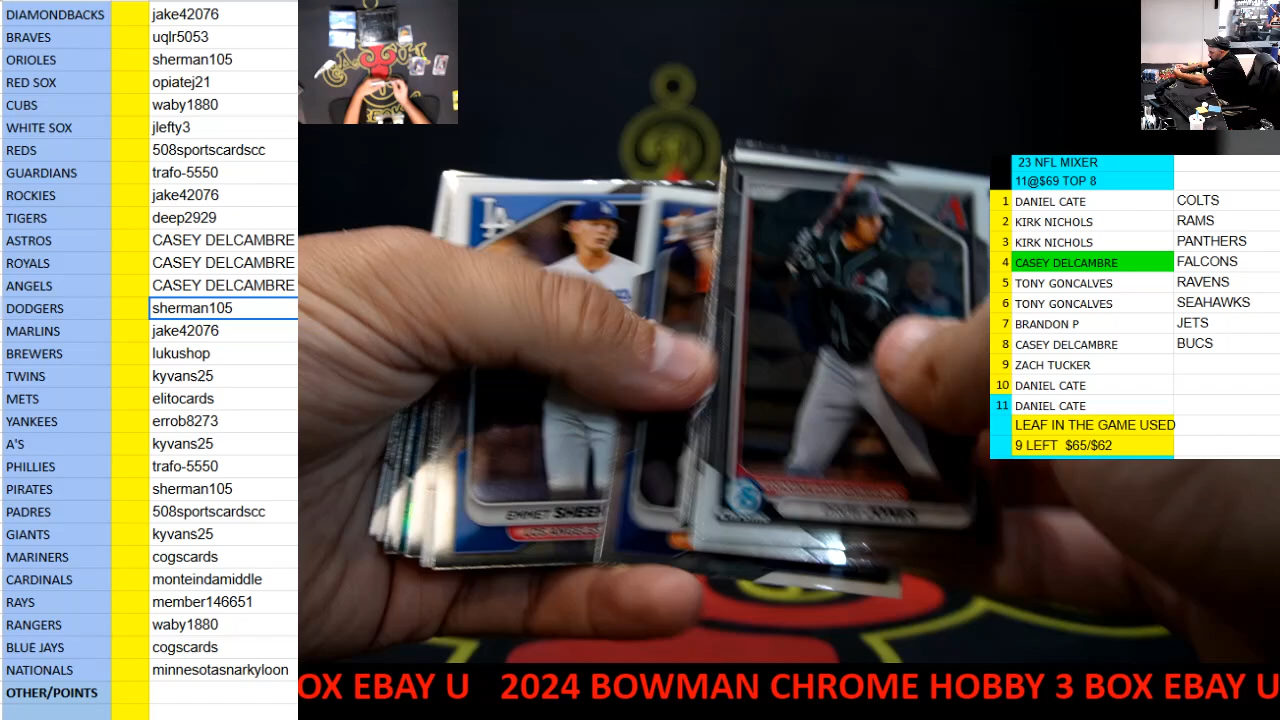 DIAMONDBACKS jake42076
BRAVES uqlr5053
ORIOLES sherman105
RED SOX opiatej21
CUBS waby1880
WHITE SOX jlefty3
REDS 508sportscardscc
GUARDIANS trafo-5550
ROCKIES jake42076
TIGERS deep2929
ASTROS CASEY DELCAMBRE
ROYALS CASEY DELCAMBRE
ANGELS CASEY DELCAMBRE
DODGERS sherman105
MARLINS jake42076
BREWERS lukushop
TWINS kyvans25
METS elitocards
YANKEES errob8273
A'S kyvans25
PHILLIES trafo-5550
PIRATES sherman105
PADRES 508sportscardscc
GIANTS kyvans25
MARINERS cogscards
CARDINALS monteindamiddle
RAYS member146651
RANGERS waby1880
BLUE JAYS cogscards
NATIONALS minnesotasnarkyloon
OTHER/POINTS
LA
EMMET SHEEH
LOS ANGELES
23 NFL MIXER
11@$69 TOP 8
1 DANIEL CATE COLTS
2 KIRK NICHOLS RAMS
3 KIRK NICHOLS PANTHERS
4 CASEY DELCAMBRE FALCONS
5 TONY GONCALVES RAVENS
6 TONY GONCALVES SEAHAWKS
7 BRANDON P JETS
8 CASEY DELCAMBRE BUCS
9 ZACH TUCKER
10 DANIEL CATE
11 DANIEL CATE
LEAF IN THE GAME USED
9 LEFT $65/$62
OX EBAY U 2024 BOWMAN CHROME HOBBY 3 BOX EBAY U